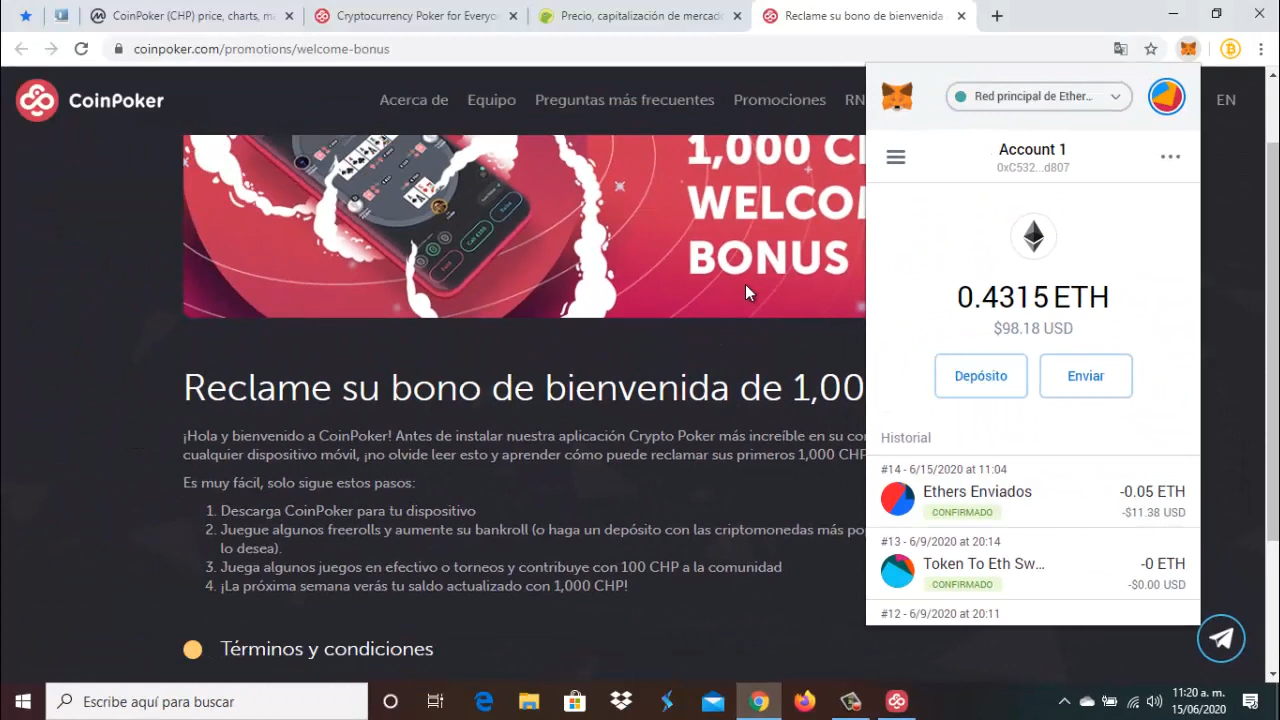 CoinPoker (CHP) price, charts, m
Cryptocurrency Poker for Everyo
Precio, capitalización de mercad
Reclame su bono de bienvenida
coinpoker.com/promotions/welcome-bonus
CoinPoker
Acerca de
Equipo
Preguntas más frecuentes
Promociones
RN
EN
1,000 C
WELCO
BONUS
Reclame su bono de bienvenida de 1,00
¡Hola y bienvenido a CoinPoker! Antes de instalar nuestra aplicación Crypto Poker más increíble en su co
cualquier dispositivo móvil, ¡no olvide leer esto y aprender cómo puede reclamar sus primeros 1,000 CHP
Es muy fácil, solo sigue estos pasos:
1. Descarga CoinPoker para tu dispositivo
2. Juegue algunos freerolls y aumente su bankroll (o haga un depósito con las criptomonedas más po
lo desea).
3. Juega algunos juegos en efectivo o torneos y contribuye con 100 CHP a la comunidad
4. ¡La próxima semana verás tu saldo actualizado con 1,000 CHP!
Términos y condiciones
Red principal de Ether...
Account 1
0xC532...d807
0.4315 ETH
$98.18 USD
Depósito
Enviar
Historial
#14 - 6/15/2020 at 11:04
Ethers Enviados
-0.05 ETH
CONFIRMADO
-$11.38 USD
#13 - 6/9/2020 at 20:14
Token To Eth Sw...
-0 ETH
CONFIRMADO
-$0.00 USD
#12 - 6/9/2020 at 20:11
Escribe aquí para buscar
11:20 a. m.
15/06/2020